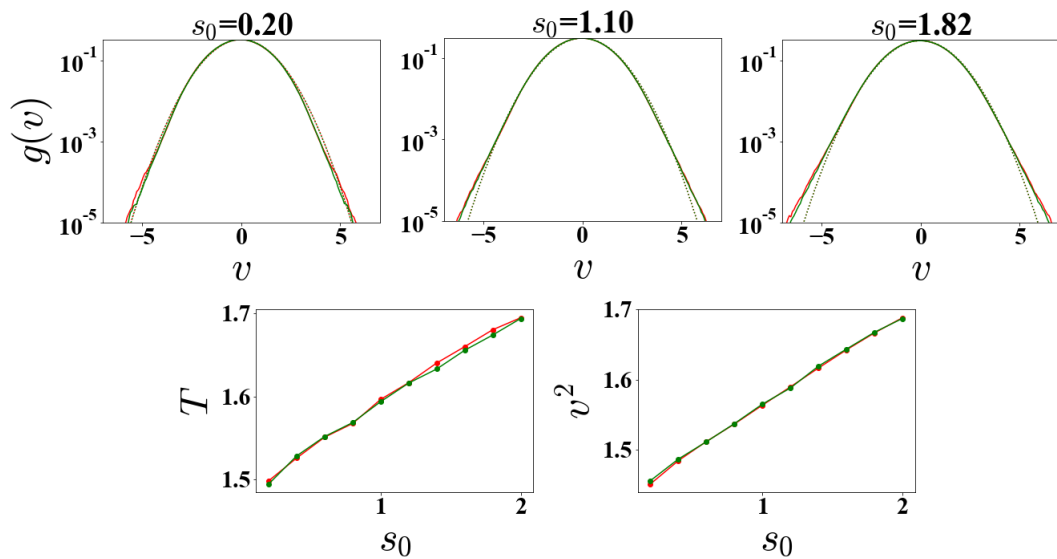 s₀=0.20 s₀=1.10 s₀=1.82
10⁻¹ 10⁻¹ 10⁻¹
g(v)
10⁻³ 10⁻³ 10⁻³
10⁻⁵ 10⁻⁵ 10⁻⁵
−5 0 5 −5 0 5 −5 0 5
v v v
1.7 1.7
1.6 1.6
T v²
1.5 1.5
1 2 1 2
s₀ s₀